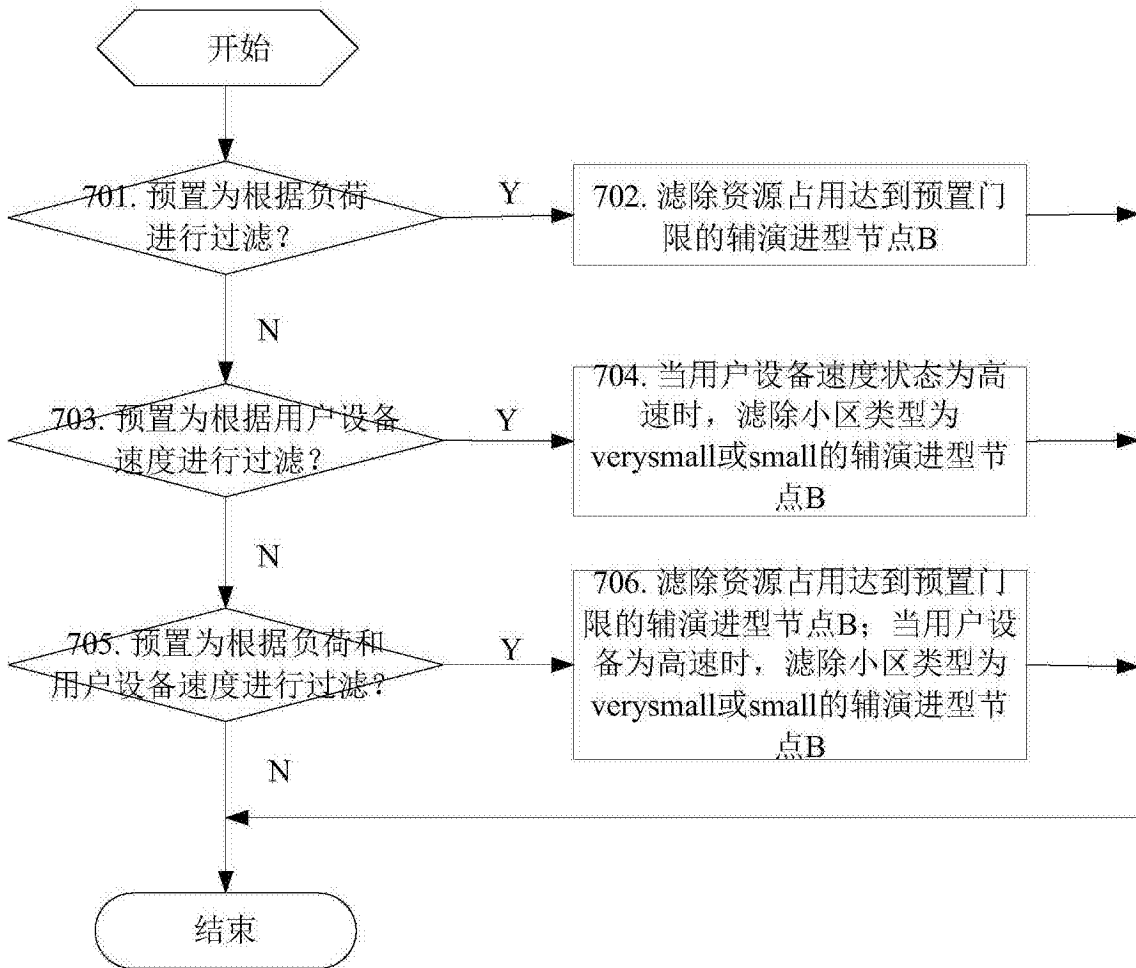 开始
701. 预置为根据负荷
进行过滤？
Y
702. 滤除资源占用达到预置门
限的辅演进型节点B
N
703. 预置为根据用户设备
速度进行过滤？
Y
704. 当用户设备速度状态为高
速时，滤除小区类型为
verysmall或small的辅演进型节
点B
N
705. 预置为根据负荷和
用户设备速度进行过滤？
Y
706. 滤除资源占用达到预置门
限的辅演进型节点B；当用户设
备为高速时，滤除小区类型为
verysmall或small的辅演进型节
点B
N
结束